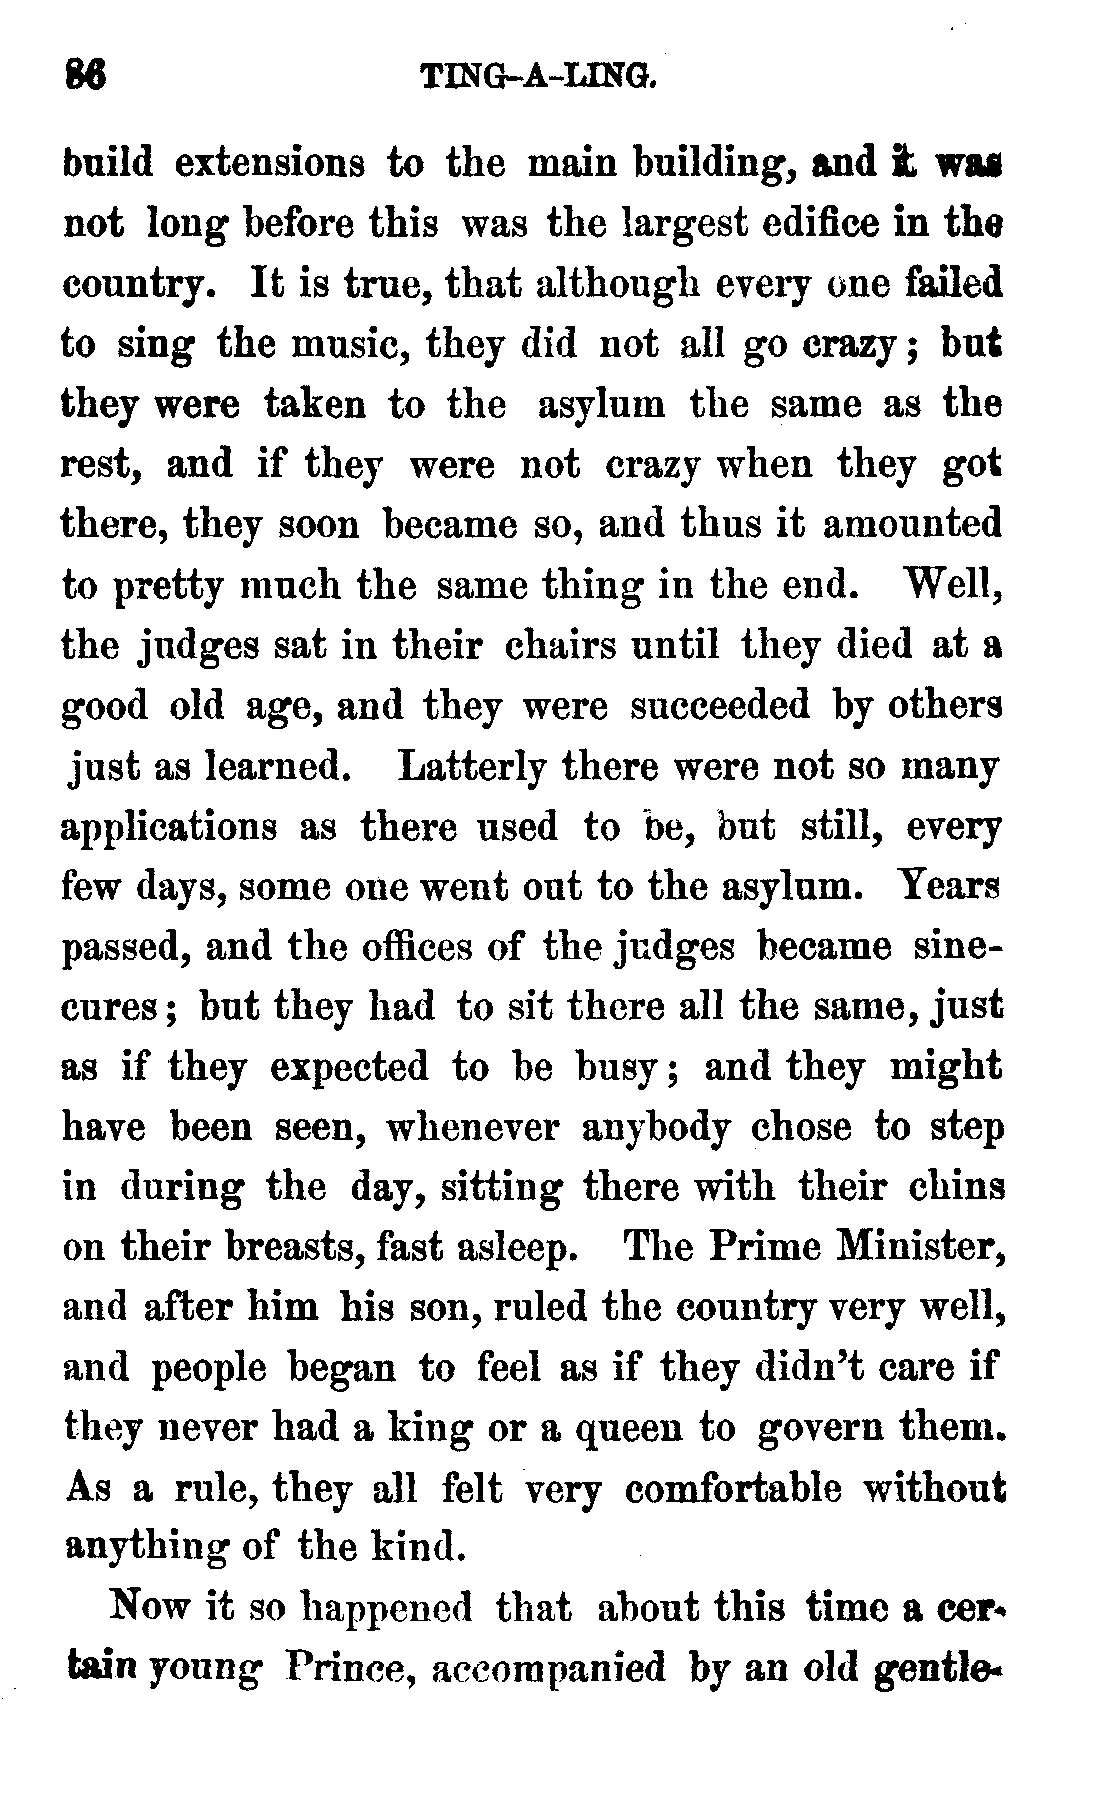 86 TING-A-LING.
build extensions to the main building, and it was
not long before this was the largest edifice in the
country. It is true, that although every one failed
to sing the music, they did not all go crazy; but
they were taken to the asylum the same as the
rest, and if they were not crazy when they got
there, they soon became so, and thus it amounted
to pretty much the same thing in the end. Well,
the judges sat in their chairs until they died at a
good old age, and they were succeeded by others
just as learned. Latterly there were not so many
applications as there used to be, but still, every
few days, some one went out to the asylum. Years
passed, and the offices of the judges became sine-
cures; but they had to sit there all the same, just
as if they expected to be busy; and they might
have been seen, whenever anybody chose to step
in during the day, sitting there with their chins
on their breasts, fast asleep. The Prime Minister,
and after him his son, ruled the country very well,
and people began to feel as if they didn't care if
they never had a king or a queen to govern them.
As a rule, they all felt very comfortable without
anything of the kind.
Now it so happened that about this time a cer-
tain young Prince, accompanied by an old gentle-